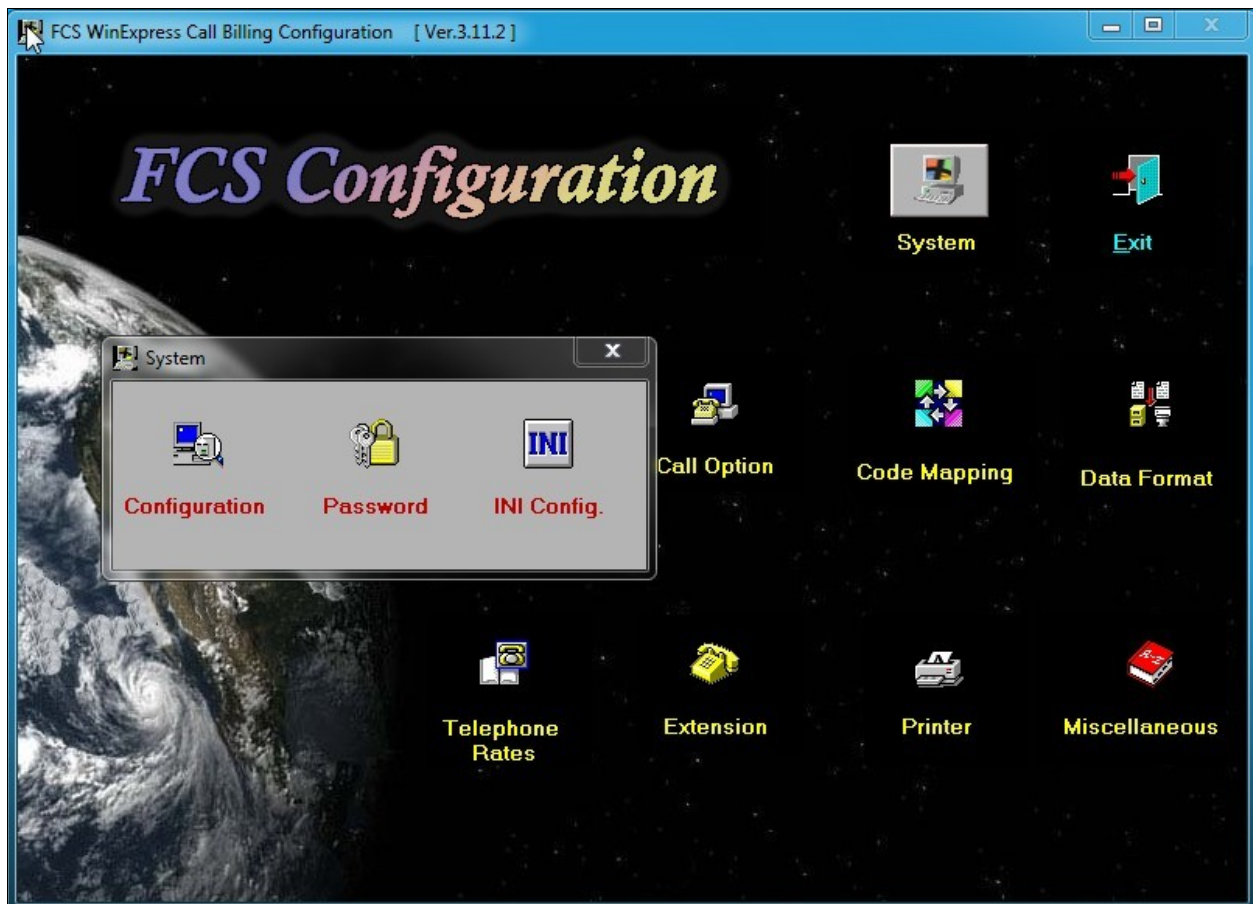 FCS WinExpress Call Billing Configuration [ Ver.3.11.2 ]
FCS Configuration
System
Exit
System
Configuration
Password
INI
INI Config.
Call Option
Code Mapping
Data Format
Telephone
Rates
Extension
Printer
A-Z
Miscellaneous